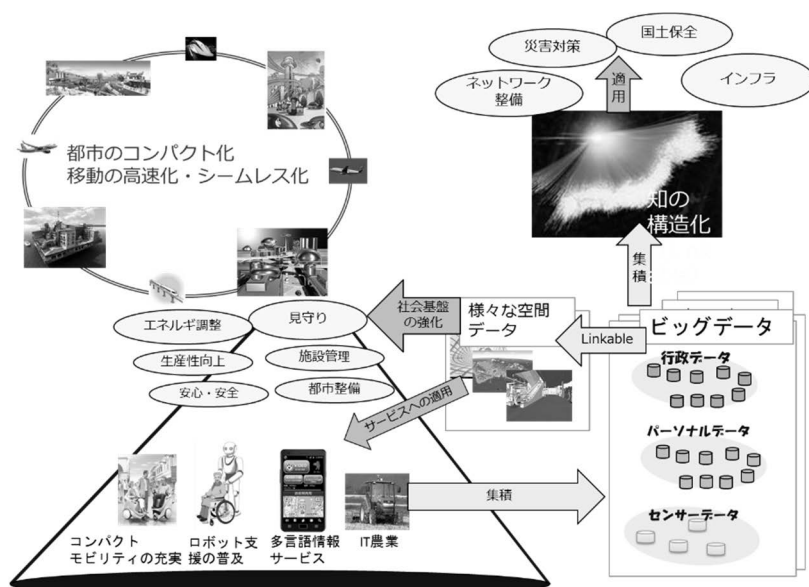 災害対策
国土保全
ネットワーク
整備
インフラ
適用
都市のコンパクト化
移動の高速化・シームレス化
知の
構造化
集積
社会基盤
の強化
様々な空間
データ
Linkable
ビッグデータ
エネルギ調整
見守り
生産性向上
施設管理
安心・安全
都市整備
サービスへの適用
行政データ
パーソナルデータ
センサーデータ
集積
コンパクト
モビリティの充実
ロボット支
援の普及
多言語情報
サービス
IT農業